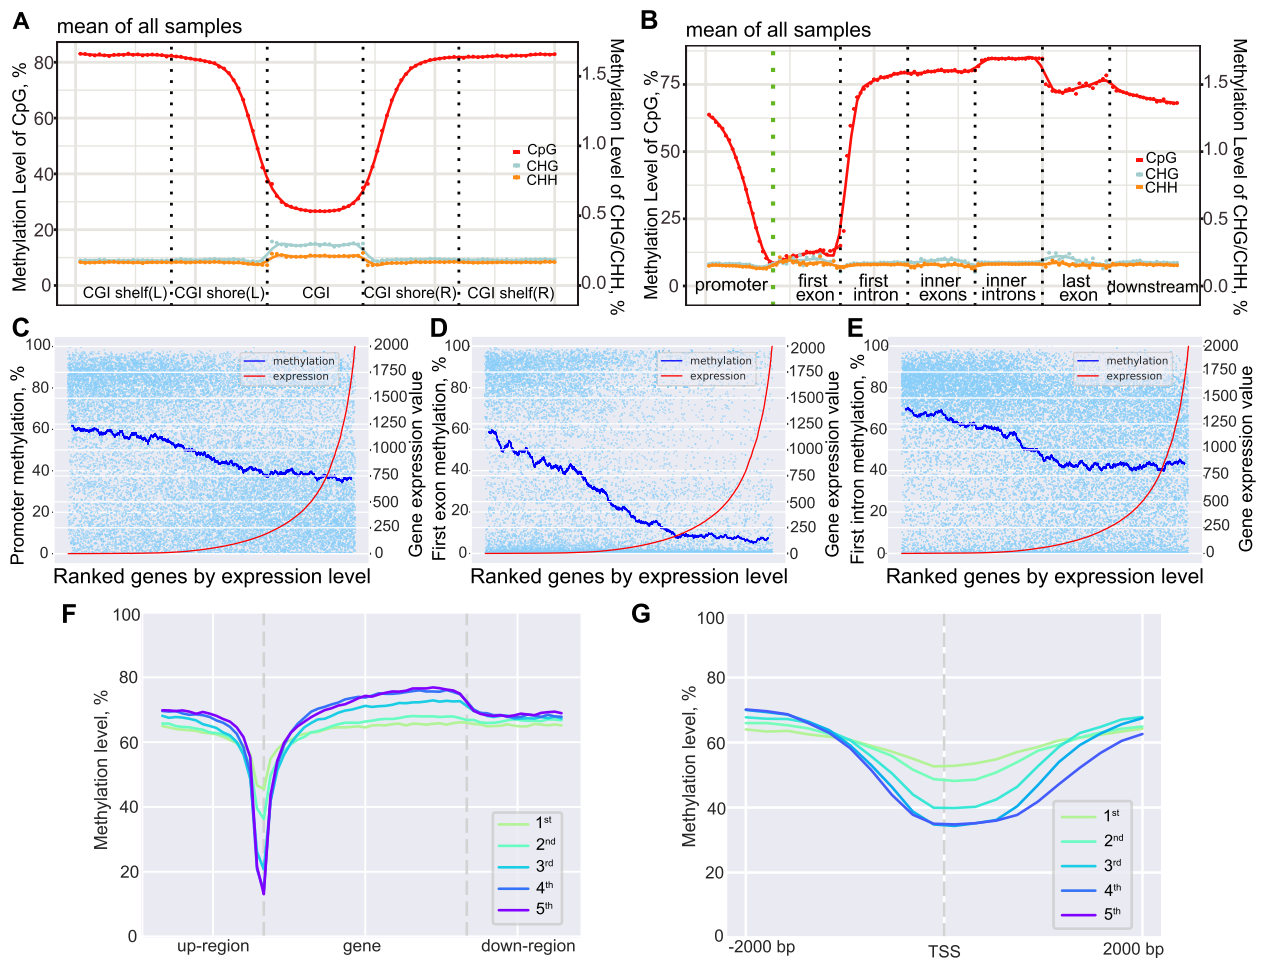 A
mean of all samples
Methylation Level of CpG, %
80
60
40
20
0
CpG
CHG
CHH
1.5
1.0
0.5
0.0
Methylation Level of CHG/CHH, %
CGI shelf(L)
CGI shore(L)
CGI
CGI shore(R)
CGI shelf(R)
B
mean of all samples
Methylation Level of CpG, %
75
50
25
0
CpG
CHG
CHH
1.5
1.0
0.5
0.0
Methylation Level of CHG/CHH, %
promoter
first exon
first intron
inner exons
inner introns
last exon
downstream
C
Promoter methylation, %
100
80
60
40
20
0
methylation
expression
2000
1750
1500
1250
1000
750
500
250
0
Gene expression value
Ranked genes by expression level
D
First exon methylation, %
100
80
60
40
20
0
methylation
expression
2000
1750
1500
1250
1000
750
500
250
0
Gene expression value
Ranked genes by expression level
E
First intron methylation, %
100
80
60
40
20
0
methylation
expression
2000
1750
1500
1250
1000
750
500
250
0
Gene expression value
Ranked genes by expression level
F
Methylation level, %
100
80
60
40
20
0
1st
2nd
3rd
4th
5th
up-region
gene
down-region
G
Methylation level, %
100
80
60
40
20
0
1st
2nd
3rd
4th
5th
-2000 bp
TSS
2000 bp